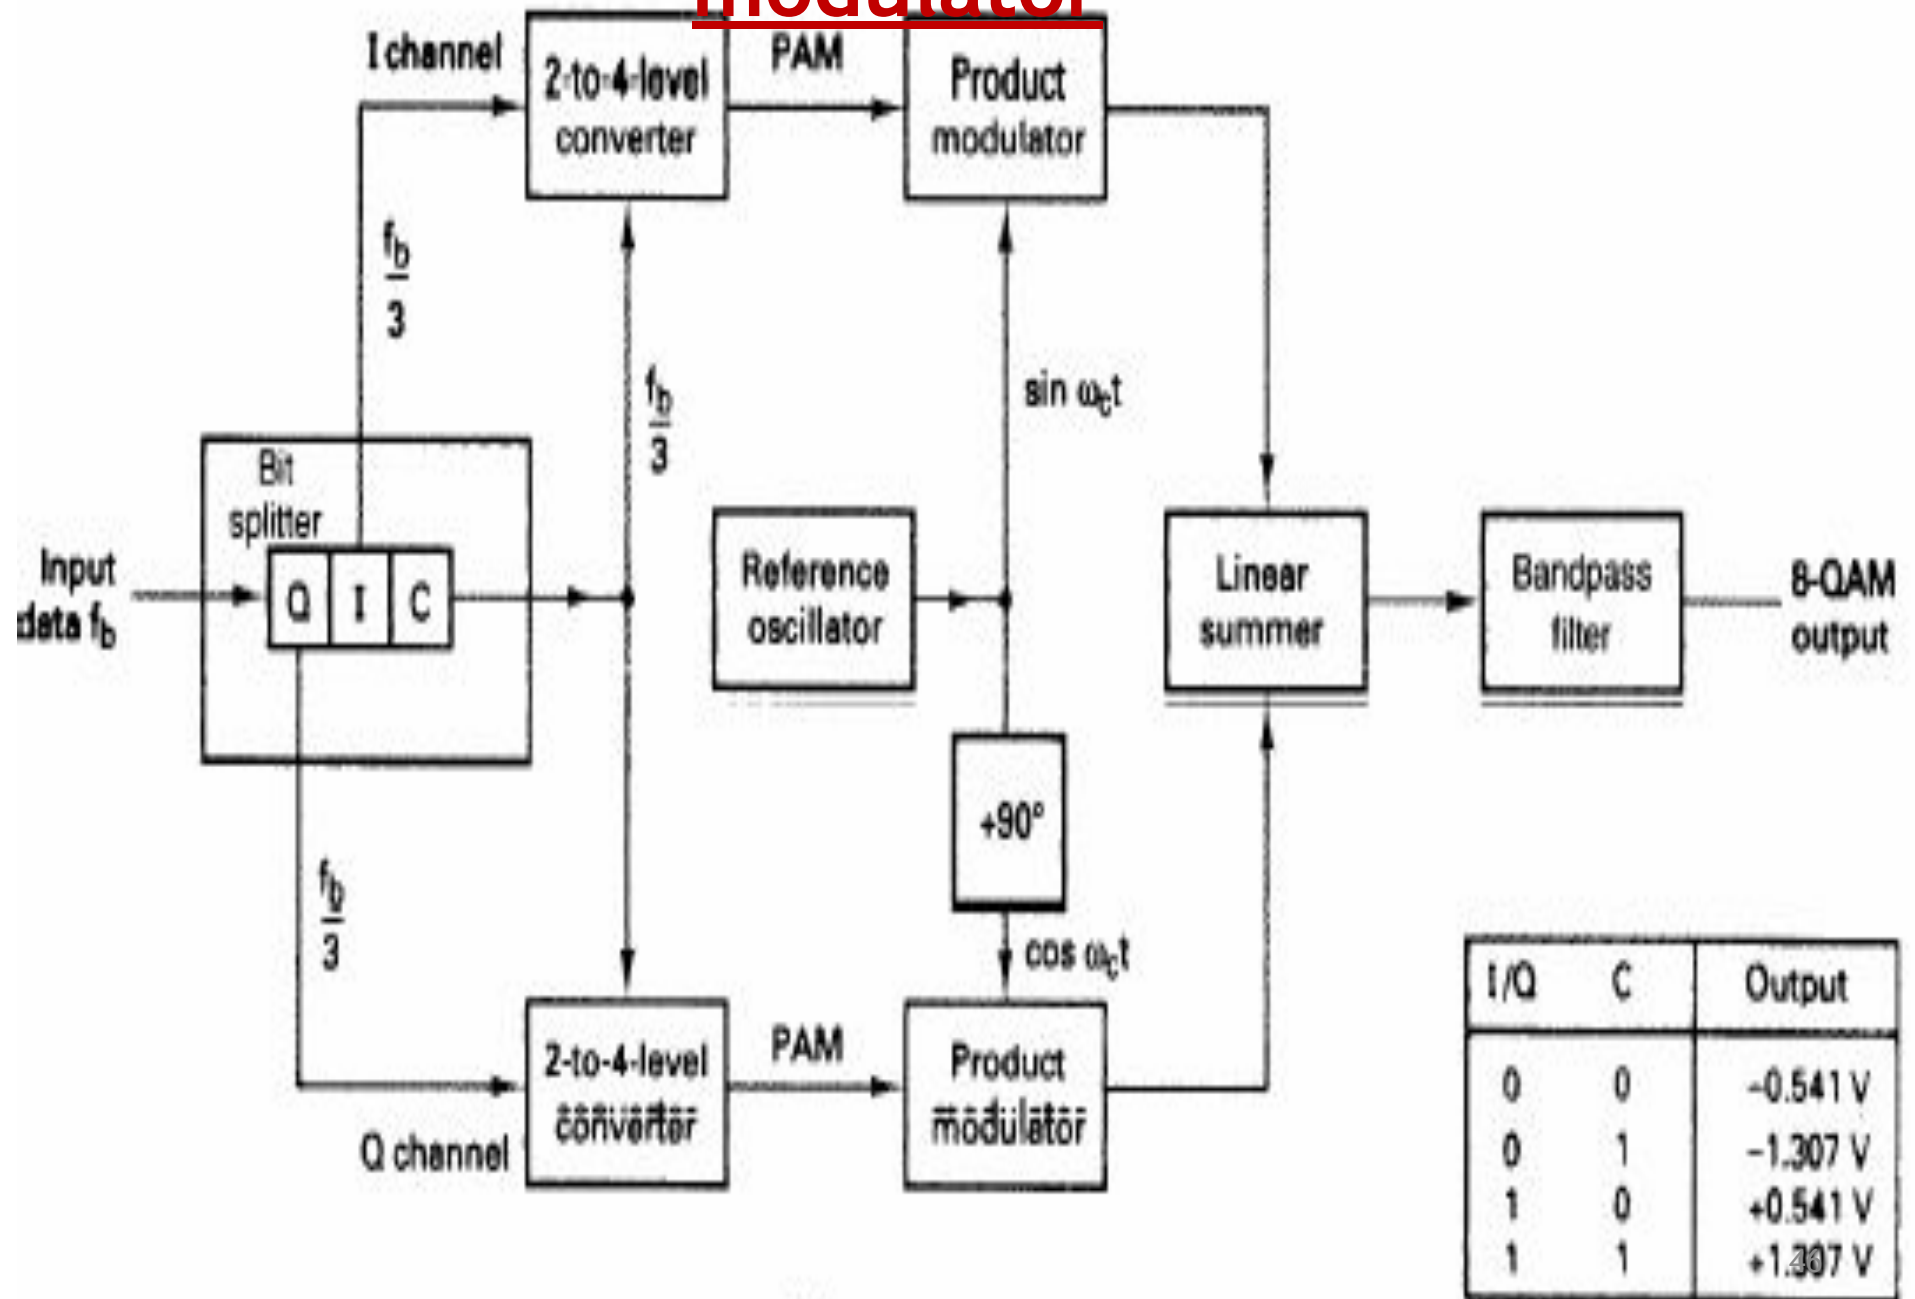 modulator
I channel
2-to-4-level
converter
PAM
Product
modulator
fb
3
fb
3
sin ωct
Bit
splitter
Input
data fb
Q I C
Reference
oscillator
Linear
summer
Bandpass
filter
8-QAM
output
+90°
fb
3
cos ωct
2-to-4-level
converter
PAM
Product
modulator
Q channel
I/Q C Output
0 0 -0.541 V
0 1 -1.307 V
1 0 +0.541 V
1 1 +1.307 V
46